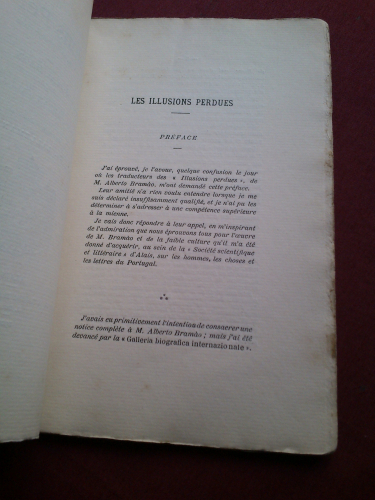 LES ILLUSIONS PERDUES
PRÉFACE
J'ai éprouvé, je l'avoue, quelque confusion le jour
où les traducteurs des « Illusions perdues », de
M. Alberto Bramão, m'ont demandé cette préface.
Leur amitié n'a rien voulu entendre lorsque je me
suis déclaré insuffisamment qualifié, et je n'ai pu les
déterminer à s'adresser à une compétence supérieure
à la mienne.
Je vais donc répondre à leur appel, en m'inspirant
de l'admiration que nous éprouvons tous pour l'œuvre
de M. Bramão et de la faible culture qu'il m'a été
donné d'acquérir, au sein de la « Société scientifique
et littéraire » d'Alais, sur les hommes, les choses et
les lettres du Portugal.
J'avais eu primitivement l'intention de consacrer une
notice complète à M. Alberto Bramão ; mais j'ai été
devancé par la « Galleria biografica internazionale ».